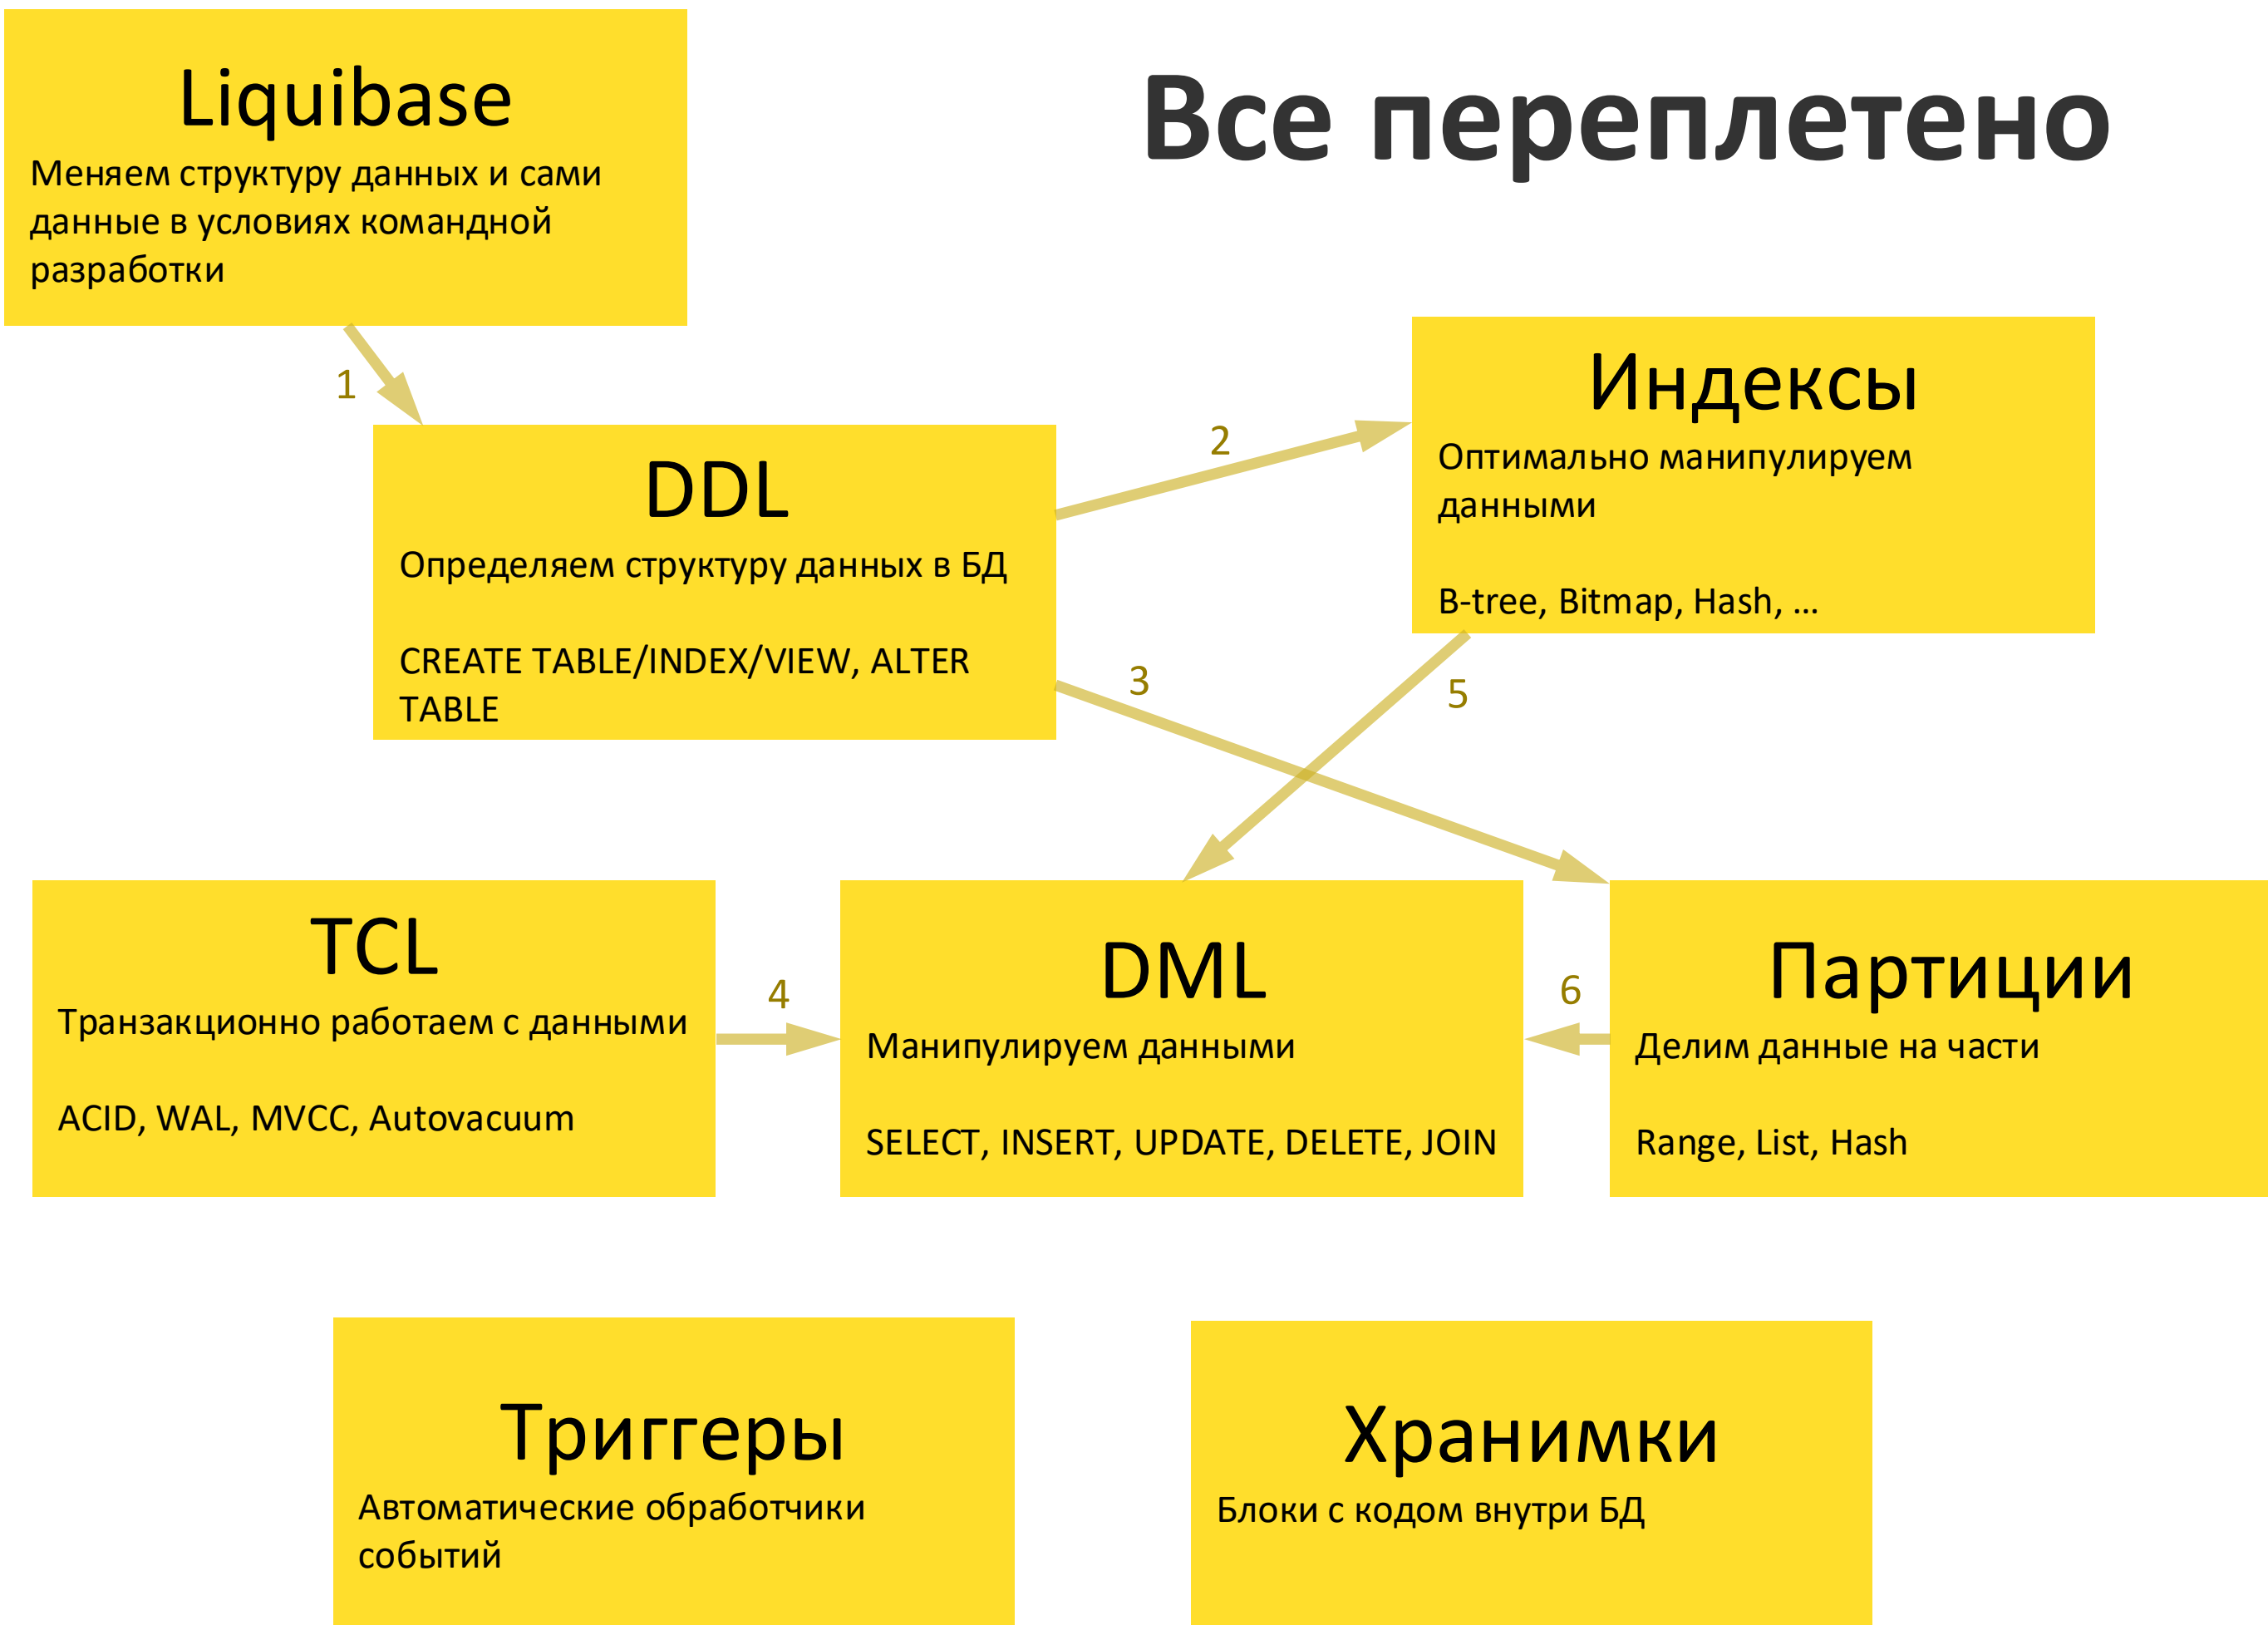 Все переплетено
Liquibase
Меняем структуру данных и сами
данные в условиях командной
разработки
1
DDL
Определяем структуру данных в БД
CREATE TABLE/INDEX/VIEW, ALTER
TABLE
2
3
Индексы
Оптимально манипулируем
данными
B-tree, Bitmap, Hash, ...
5
TCL
Транзакционно работаем с данными
ACID, WAL, MVCC, Autovacuum
4
DML
Манипулируем данными
SELECT, INSERT, UPDATE, DELETE, JOIN
6
Партиции
Делим данные на части
Range, List, Hash
Триггеры
Автоматические обработчики
событий
Хранимки
Блоки с кодом внутри БД